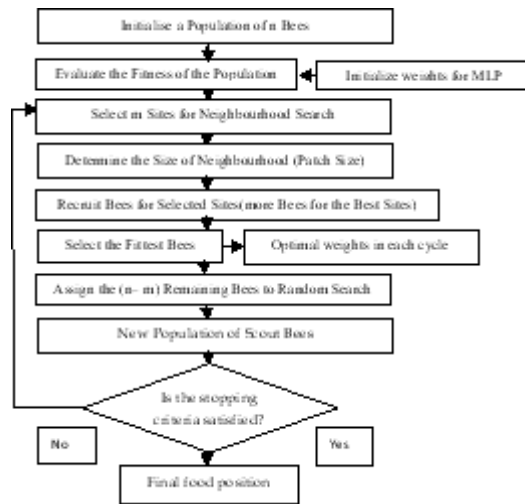 Initialise a Population of n Bees
Evaluate the Fitness of the Population
Initialize weights for MLP
Select m Sites for Neighbourhood Search
Determine the Size of Neighbourhood (Patch Size)
Recruit Bees for Selected Sites(more Bees for the Best Sites)
Select the Fittest Bees
Optimal weights in each cycle
Assign the (n- m) Remaining Bees to Random Search
New Population of Scout Bees
Is the stopping
criteria satisfied?
No
Yes
Final food position